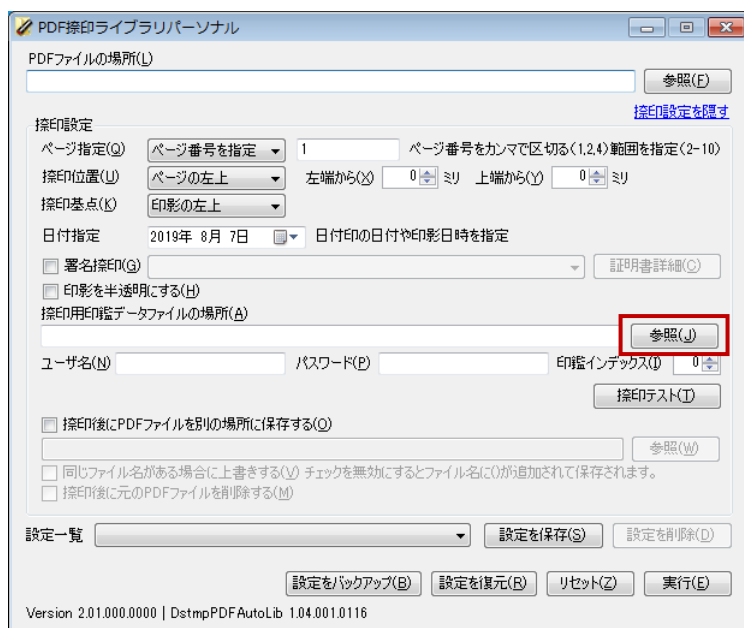 PDF捺印ライブラリパーソナル
PDFファイルの場所(L)
参照(F)
捺印設定を隠す
捺印設定
ページ指定(Q) ページ番号を指定 1 ページ番号をカンマで区切る(1,2,4)範囲を指定(2-10)
捺印位置(U) ページの左上 左端から(X) 0 ミリ 上端から(Y) 0 ミリ
捺印基点(K) 印影の左上
日付指定 2019年 8月 7日 日付印の日付や印影日時を指定
署名捺印(G) 証明書詳細(C)
印影を半透明にする(H)
捺印用印鑑データファイルの場所(A)
参照(J)
ユーザ名(N) パスワード(P) 印鑑インデックス(I) 0
捺印テスト(T)
捺印後にPDFファイルを別の場所に保存する(O)
参照(W)
同じファイル名がある場合に上書きする(V) チェックを無効にするとファイル名に()が追加されて保存されます。
捺印後に元のPDFファイルを削除する(M)
設定一覧 設定を保存(S) 設定を削除(D)
設定をバックアップ(B) 設定を復元(R) リセット(Z) 実行(E)
Version 2.01.000.0000 | DstmpPDFAutoLib 1.04.001.0116